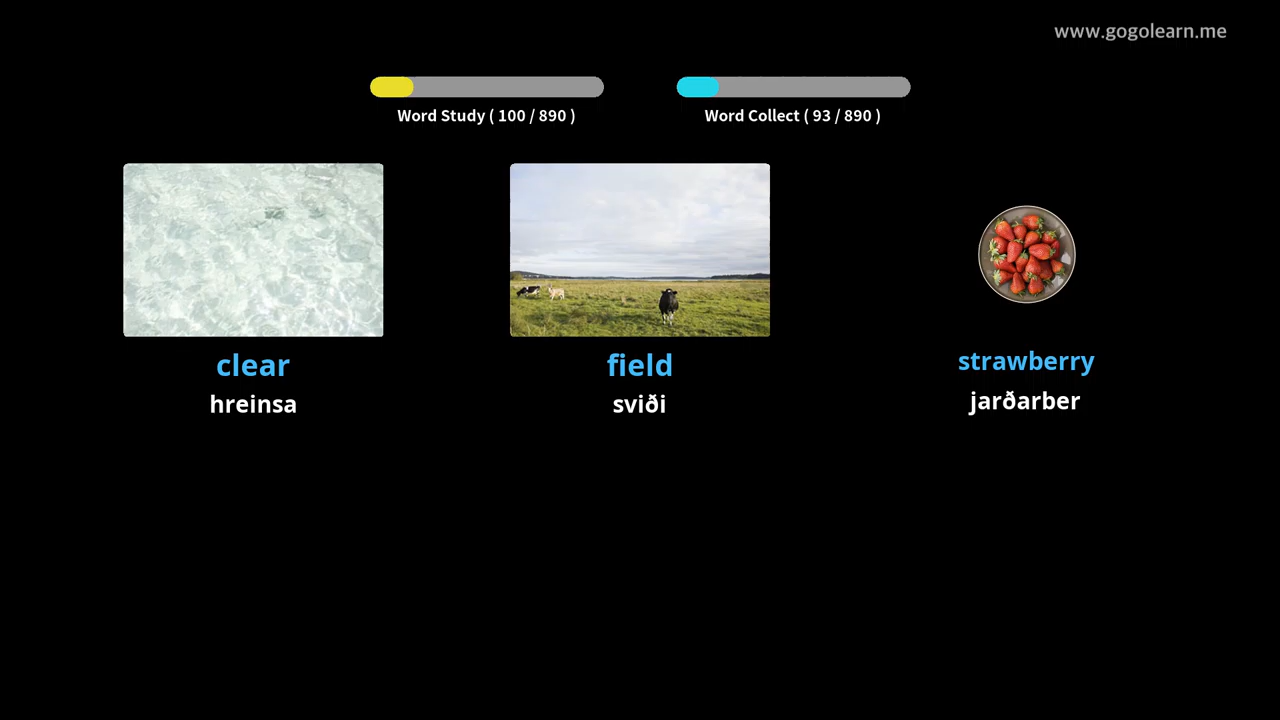 www.gogolearn.me
Word Study ( 100 / 890 )
Word Collect ( 93 / 890 )
clear
hreinsa
field
sviði
strawberry
jarðarber